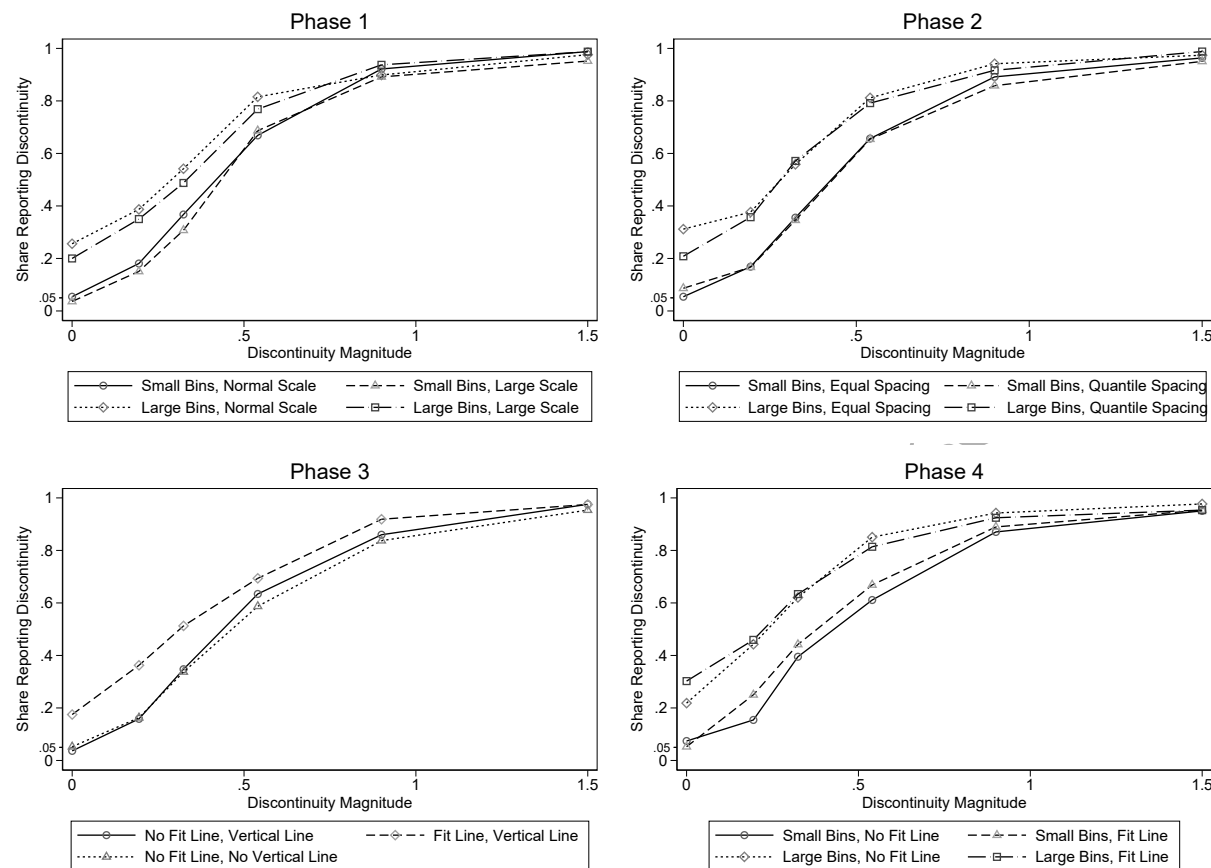 Phase 1
Share Reporting Discontinuity
1
.8
.6
.4
.2
.05
0
0 .5 1 1.5
Discontinuity Magnitude
Small Bins, Normal Scale Small Bins, Large Scale
Large Bins, Normal Scale Large Bins, Large Scale
Phase 2
Share Reporting Discontinuity
1
.8
.6
.4
.2
.05
0
0 .5 1 1.5
Discontinuity Magnitude
Small Bins, Equal Spacing Small Bins, Quantile Spacing
Large Bins, Equal Spacing Large Bins, Quantile Spacing
Phase 3
Share Reporting Discontinuity
1
.8
.6
.4
.2
.05
0
0 .5 1 1.5
Discontinuity Magnitude
No Fit Line, Vertical Line Fit Line, Vertical Line
No Fit Line, No Vertical Line
Phase 4
Share Reporting Discontinuity
1
.8
.6
.4
.2
.05
0
0 .5 1 1.5
Discontinuity Magnitude
Small Bins, No Fit Line Small Bins, Fit Line
Large Bins, No Fit Line Large Bins, Fit Line